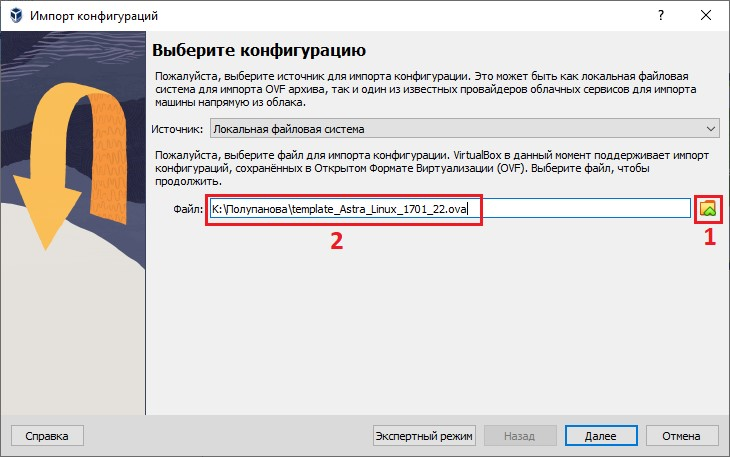 Импорт конфигураций
?
Выберите конфигурацию
Пожалуйста, выберите источник для импорта конфигурации. Это может быть как локальная файловая
система для импорта OVF архива, так и один из известных провайдеров облачных сервисов для импорта
машины напрямую из облака.
Источник: Локальная файловая система
Пожалуйста, выберите файл для импорта конфигурации. VirtualBox в данный момент поддерживает импорт
конфигураций, сохранённых в Открытом Формате Виртуализации (OVF). Выберите файл, чтобы
продолжить.
Файл: K:\Полупанова\template_Astra_Linux_1701_22.ova
2 1
Справка Экспертный режим Назад Далее Отмена